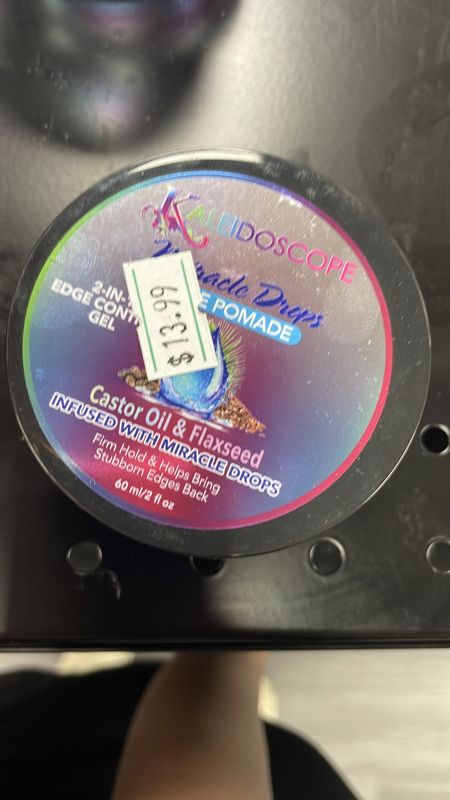 KALEIDOSCOPE
Miracle Drops
2-IN-
EDGE CONT
GEL
POMADE
$13.99
Castor Oil & Flaxseed
INFUSED WITH MIRACLE DROPS
Firm Hold & Helps Bring
Stubborn Edges Back
60 ml/2 fl oz